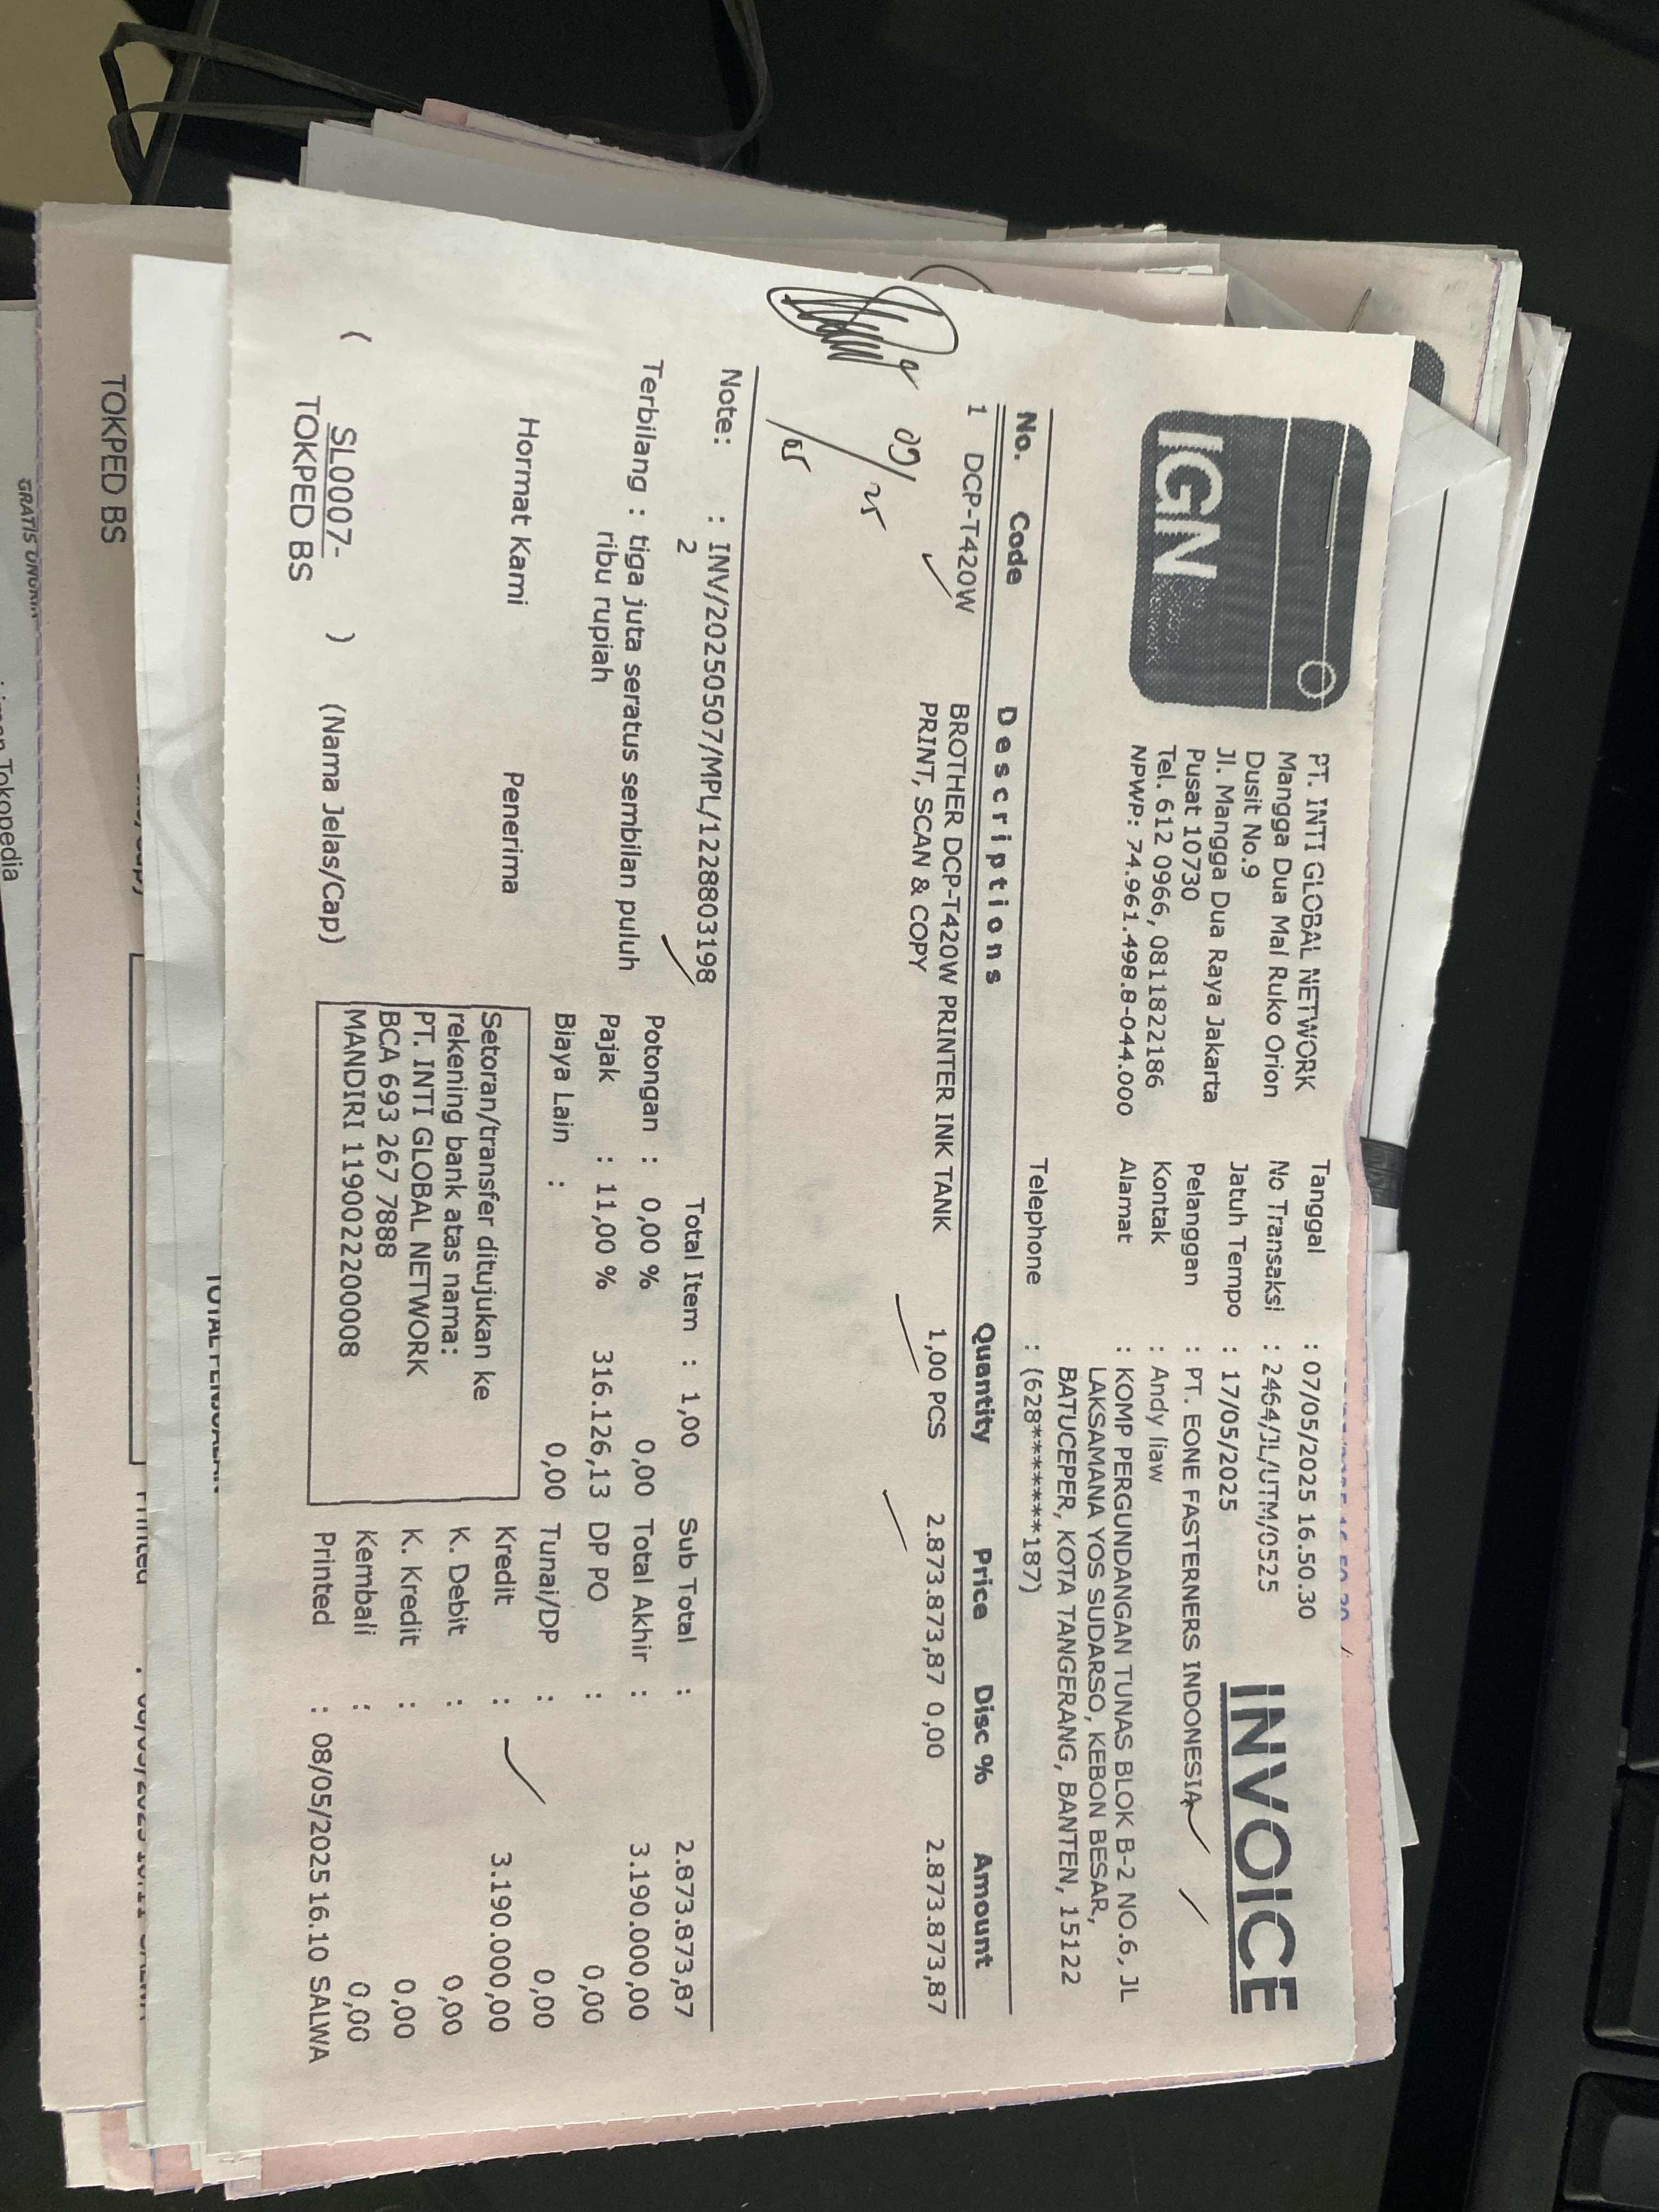 IGN
PT. INTI GLOBAL NETWORK
Mangga Dua Mal Ruko Orion
Dusit No.9
Jl. Mangga Dua Raya Jakarta
Pusat 10730
Tel. 612 0966, 0811822186
NPWP: 74.961.498.8-044.000
INVOICE
Tanggal : 07/05/2025 16.50.30
No Transaksi : 2464/JL/UTM/0525
Jatuh Tempo : 17/05/2025
Pelanggan : PT. EONE FASTERNERS INDONESIA
Kontak : Andy liaw
Alamat : KOMP PERGUNDANGAN TUNAS BLOK B-2 NO.6, JL
LAKSAMANA YOS SUDARSO, KEBON BESAR,
BATUCEPER, KOTA TANGERANG, BANTEN, 15122
Telephone : (628********187)
No. Code Descriptions Quantity Price Disc % Amount
1 DCP-T420W BROTHER DCP-T420W PRINTER INK TANK 1,00 PCS 2.873.873,87 0,00 2.873.873,87
PRINT, SCAN & COPY
Note: : INV/20250507/MPL/122880319８
2
Terbilang : tiga juta seratus sembilan puluh
ribu rupiah
Total Item : 1,00
Potongan : 0,00 % 0,00
Pajak : 11,00 % 316.126,13
Biaya Lain : 0,00
Sub Total : 2.873.873,87
Total Akhir : 3.190.000,00
DP PO : 0,00
Tunai/DP : 0,00
Kredit : 3.190.000,00
K. Debit : 0,00
K. Kredit : 0,00
Kembali : 0,00
Printed : 08/05/2025 16.10 SALWA
Hormat Kami Penerima
( SL0007- ) (Nama Jelas/Cap)
TOKPED BS
Setoran/transfer ditujukan ke
rekening bank atas nama:
PT. INTI GLOBAL NETWORK
BCA 693 267 7888
MANDIRI 1190022200008
TOKPED BS
Tokopedia